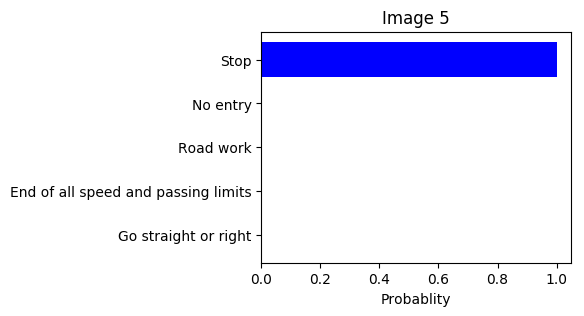 Image 5
Stop
No entry
Road work
End of all speed and passing limits
Go straight or right
0.0 0.2 0.4 0.6 0.8 1.0
Probablity